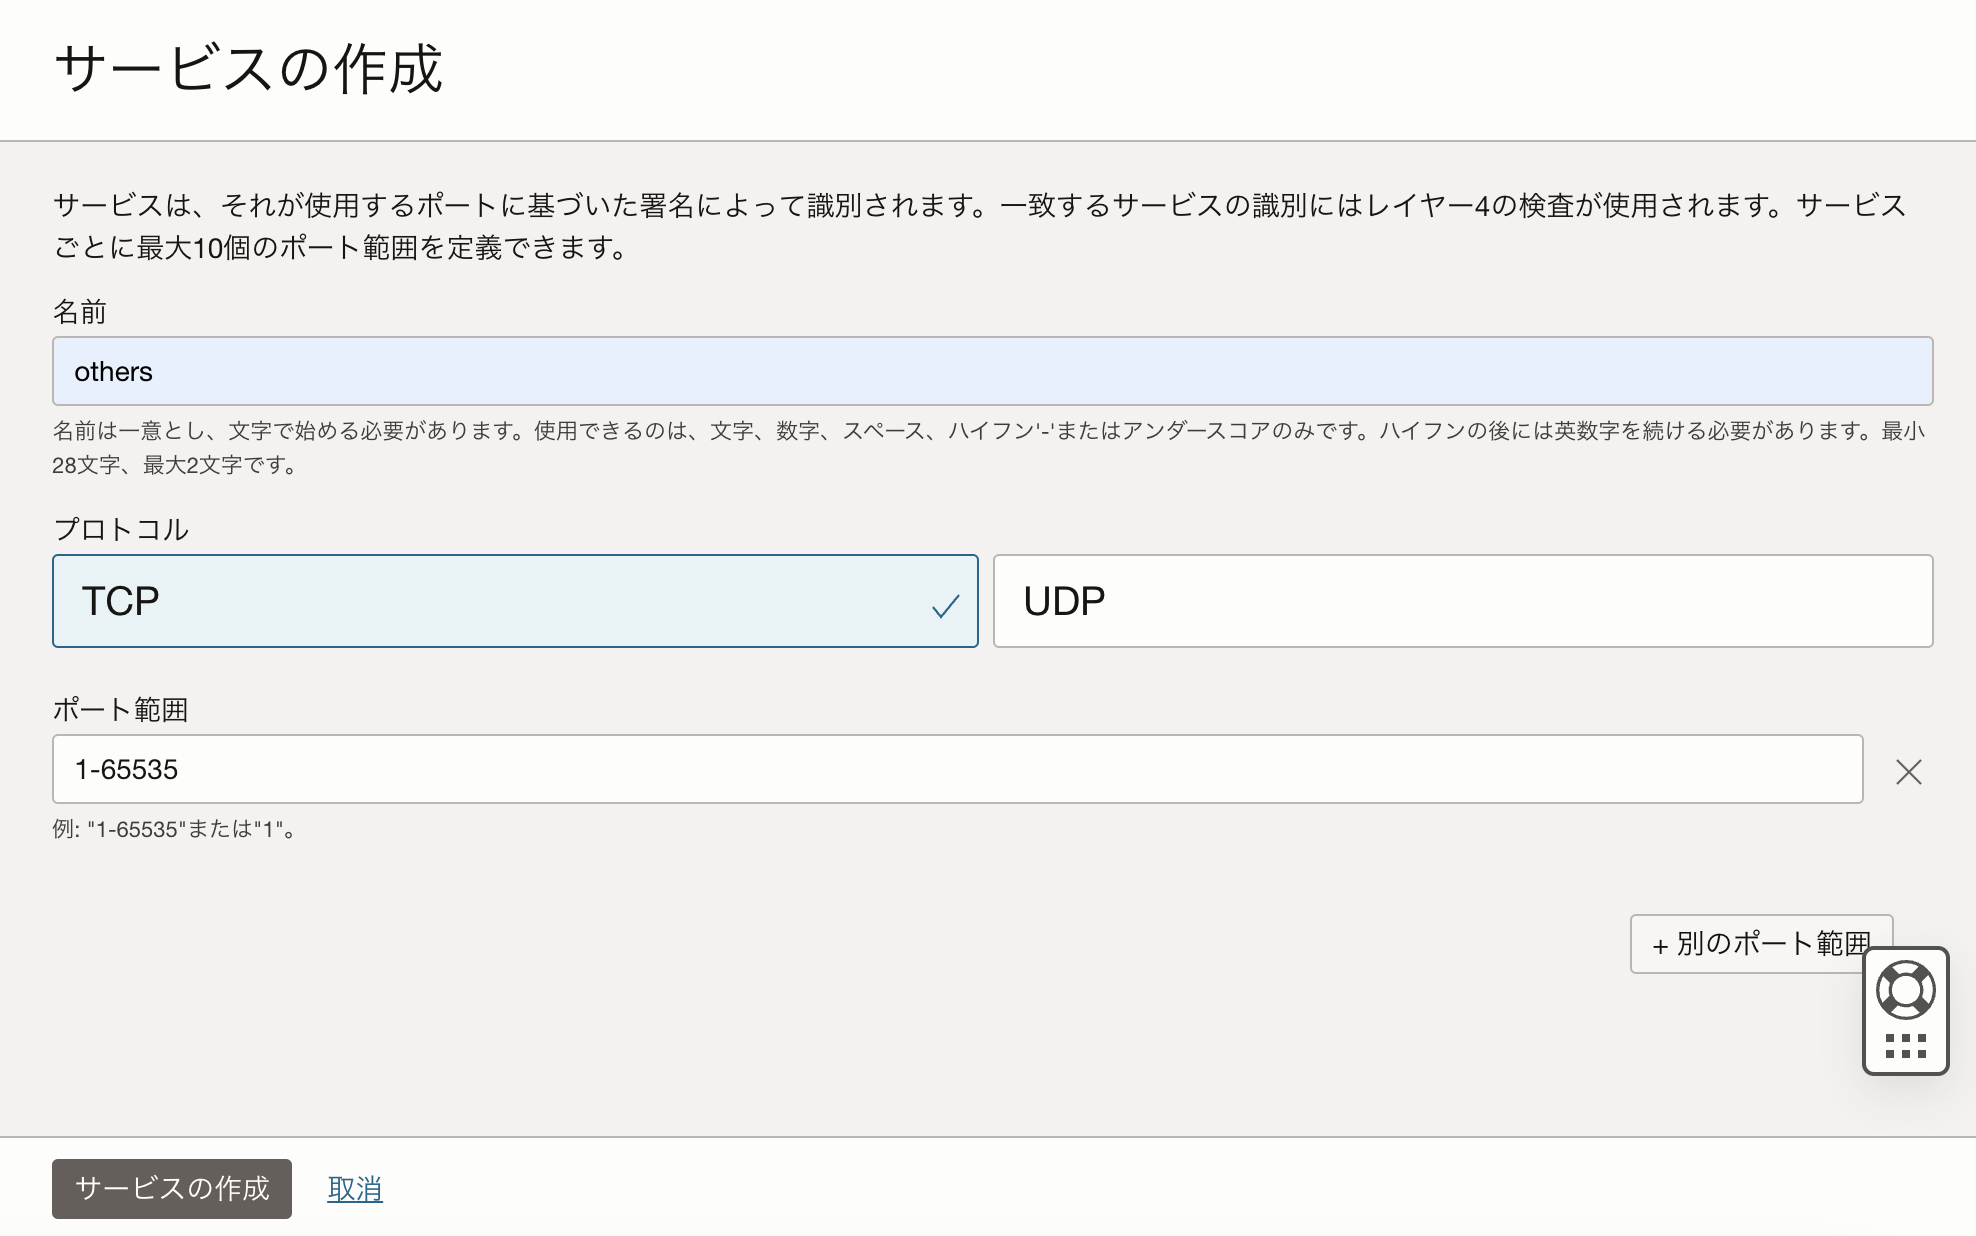 サービスの作成
サービスは、それが使用するポートに基づいた署名によって識別されます。一致するサービスの識別にはレイヤー4の検査が使用されます。サービス
ごとに最大10個のポート範囲を定義できます。
名前
others
名前は一意とし、文字で始める必要があります。使用できるのは、文字、数字、スペース、ハイフン'-'またはアンダースコアのみです。ハイフンの後には英数字を続ける必要があります。最小
28文字、最大2文字です。
プロトコル
TCP
UDP
ポート範囲
1-65535
例: "1-65535"または"1"。
+ 別のポート範囲
サービスの作成
取消